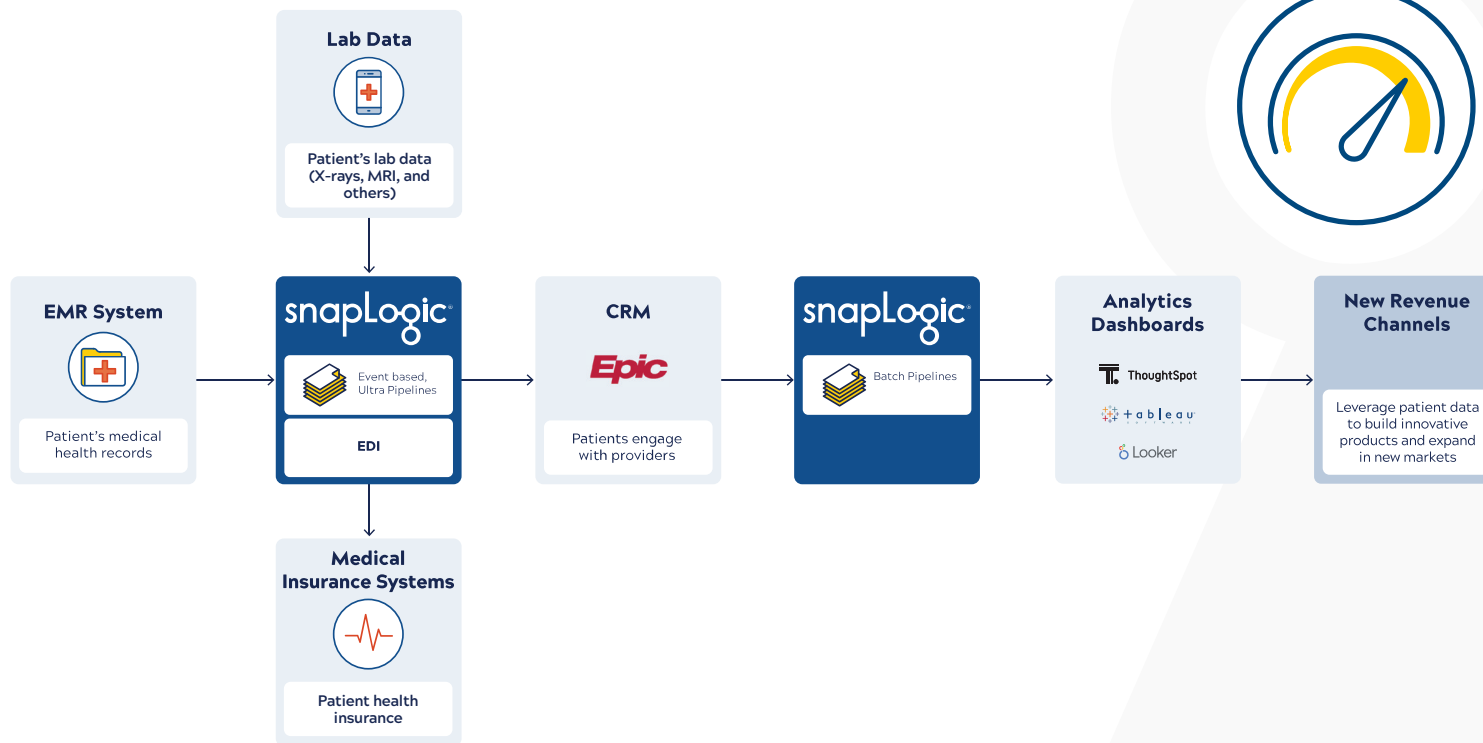 Lab Data
Patient's lab data
(X-rays, MRI, and
others)
EMR System
Patient's medical
health records
snapLogic®
Event based,
Ultra Pipelines
EDI
Medical
Insurance Systems
Patient health
insurance
CRM
Epic
Patients engage
with providers
snapLogic®
Batch Pipelines
Analytics
Dashboards
T. ThoughtSpot
tableau
SOFTWARE
Looker
New Revenue
Channels
Leverage patient data
to build innovative
products and expand
in new markets